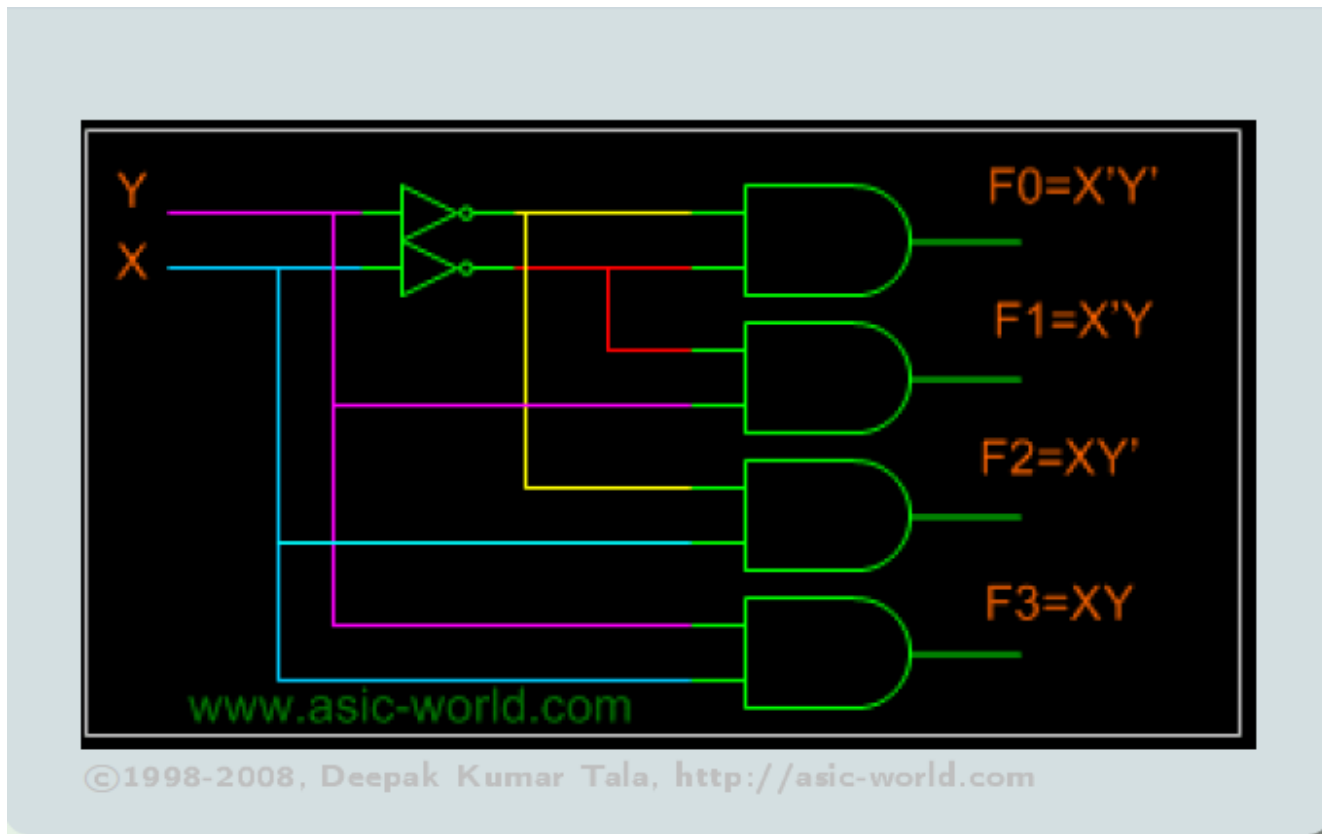 Y
F0=X’Y’
X
F1=X’Y
F2=XY’
F3=XY
www.asic-world.com
©1998-2008, Deepak Kumar Tala, http://asic-world.com